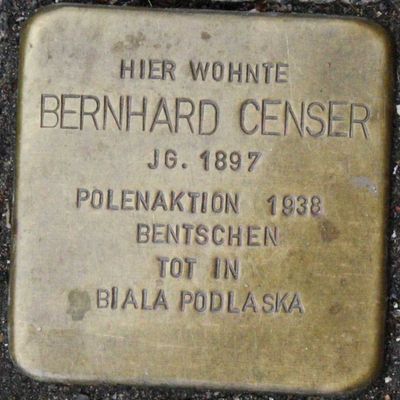 HIER WOHNTE
BERNHARD CENSER
JG. 1897
POLENAKTION 1938
BENTSCHEN
TOT IN
BIALA PODLASKA